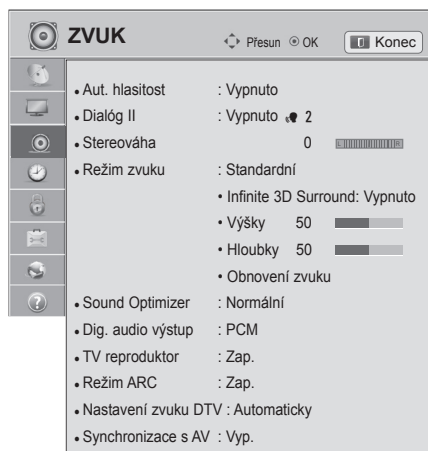 ZVUK Přesun OK Konec
• Aut. hlasitost : Vypnuto
• Dialóg II : Vypnuto 2
• Stereováha 0 L R
• Režim zvuku : Standardní
• Infinite 3D Surround: Vypnuto
• Výšky 50
• Hloubky 50
• Obnovení zvuku
• Sound Optimizer : Normální
• Dig. audio výstup : PCM
• TV reproduktor : Zap.
• Režim ARC : Zap.
• Nastavení zvuku DTV : Automaticky
• Synchronizace s AV : Vyp.